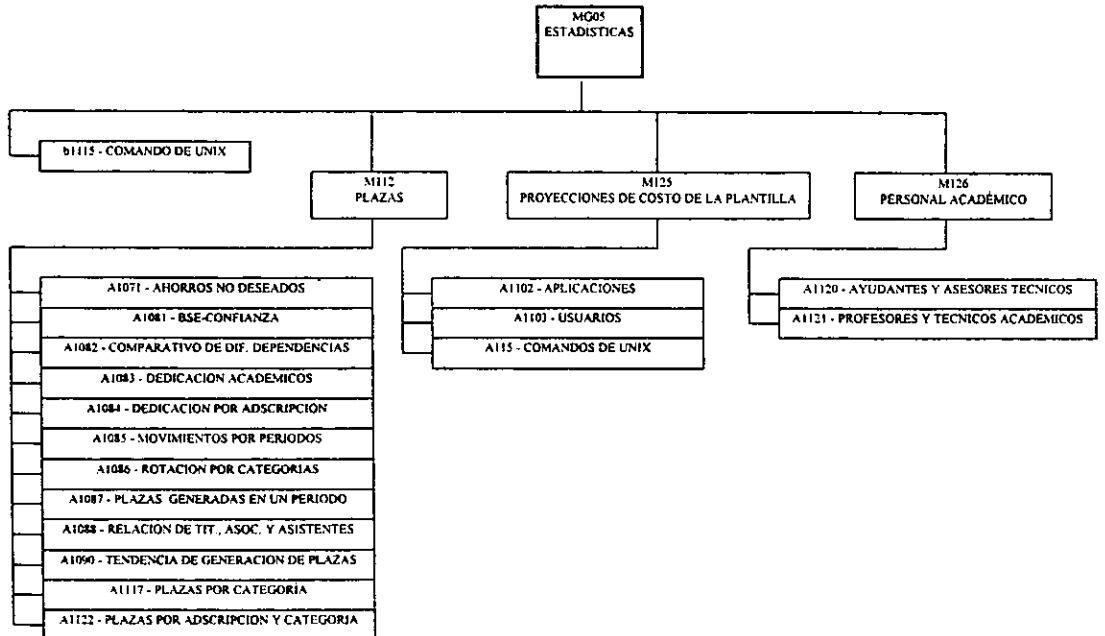 MG05
ESTADISTICAS
b1115 - COMANDO DE UNIX
M112
PLAZAS
M125
PROYECCIONES DE COSTO DE LA PLANTILLA
M126
PERSONAL ACADÉMICO
A1071 - AHORROS NO DESEADOS
A1081 - BSE-CONFIANZA
A1082 - COMPARATIVO DE DIF. DEPENDENCIAS
A1083 - DEDICACION ACADEMICOS
A1084 - DEDICACION POR ADSCRIPCIÓN
A1085 - MOVIMIENTOS POR PERIODOS
A1086 - ROTACION POR CATEGORIAS
A1087 - PLAZAS GENERADAS EN UN PERIODO
A1088 - RELACION DE TIT., ASOC. Y ASISTENTES
A1090 - TENDENCIA DE GENERACION DE PLAZAS
A1117 - PLAZAS POR CATEGORÍA
A1122 - PLAZAS POR ADSCRIPCION Y CATEGORIA
A1102 - APLICACIONES
A1103 - USUARIOS
A115 - COMANDOS DE UNIX
A1120 - AYUDANTES Y ASESORES TECNICOS
A1121 - PROFESORES Y TECNICOS ACADEMICOS